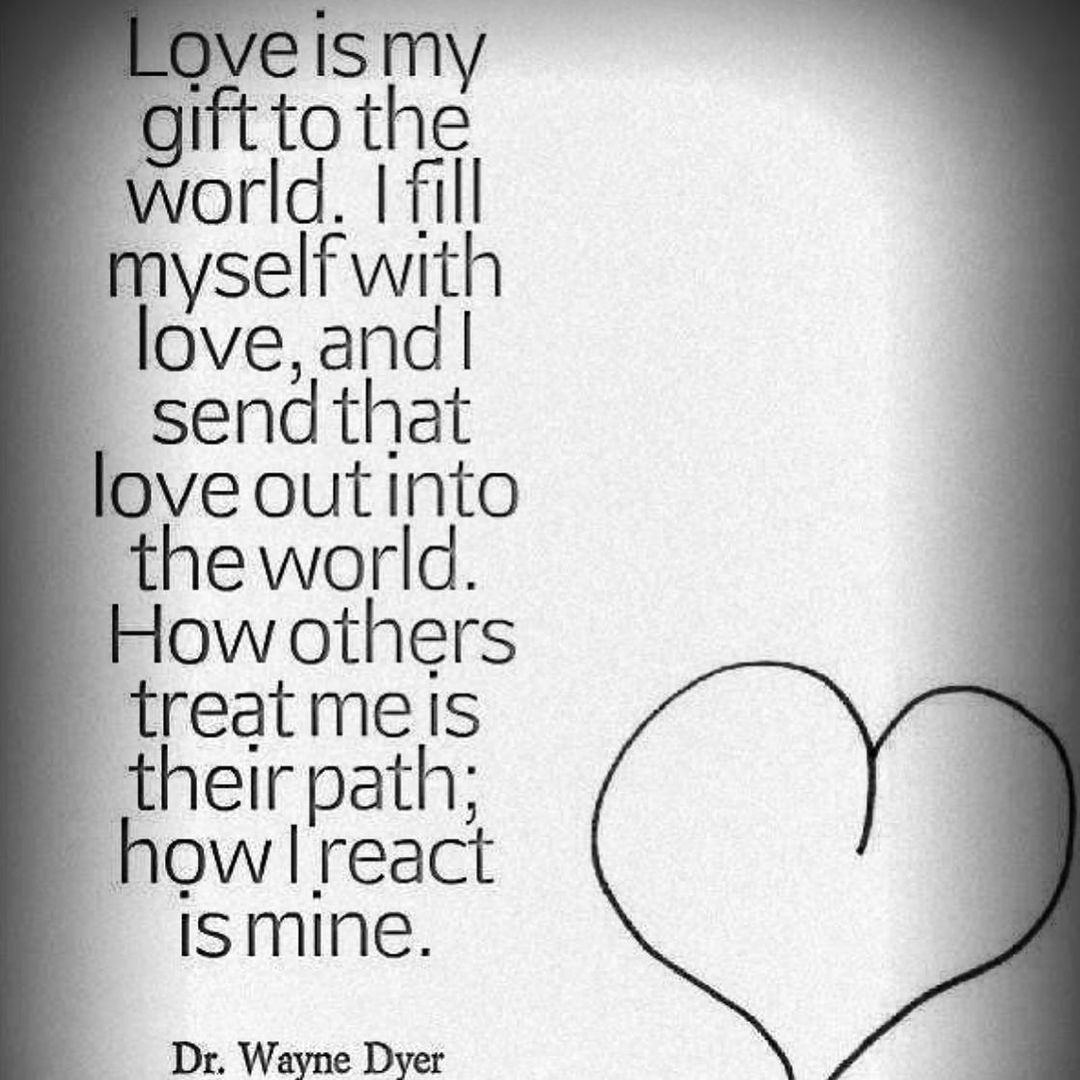 Love is my
gift to the
world. I fill
myself with
love, and I
send that
love out into
the world.
How others
treat me is
their path;
how I react
is mine.
Dr. Wayne Dyer